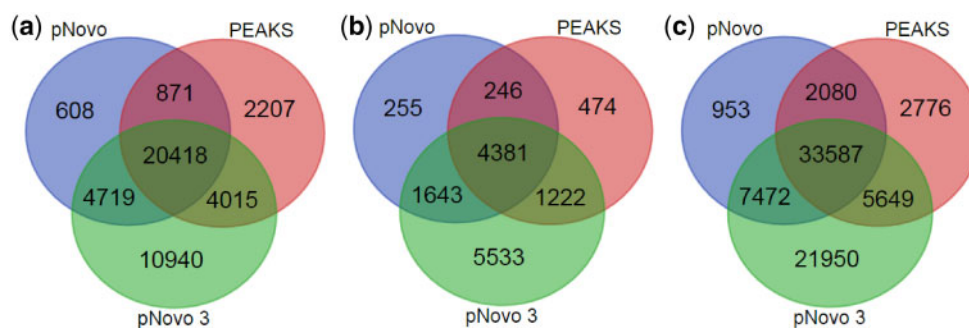 (a) pNovo PEAKS
608 871 2207
20418
4719 4015
10940
pNovo 3
(b) pNovo PEAKS
255 246 474
4381
1643 1222
5533
pNovo 3
(c) pNovo PEAKS
953 2080 2776
33587
7472 5649
21950
pNovo 3